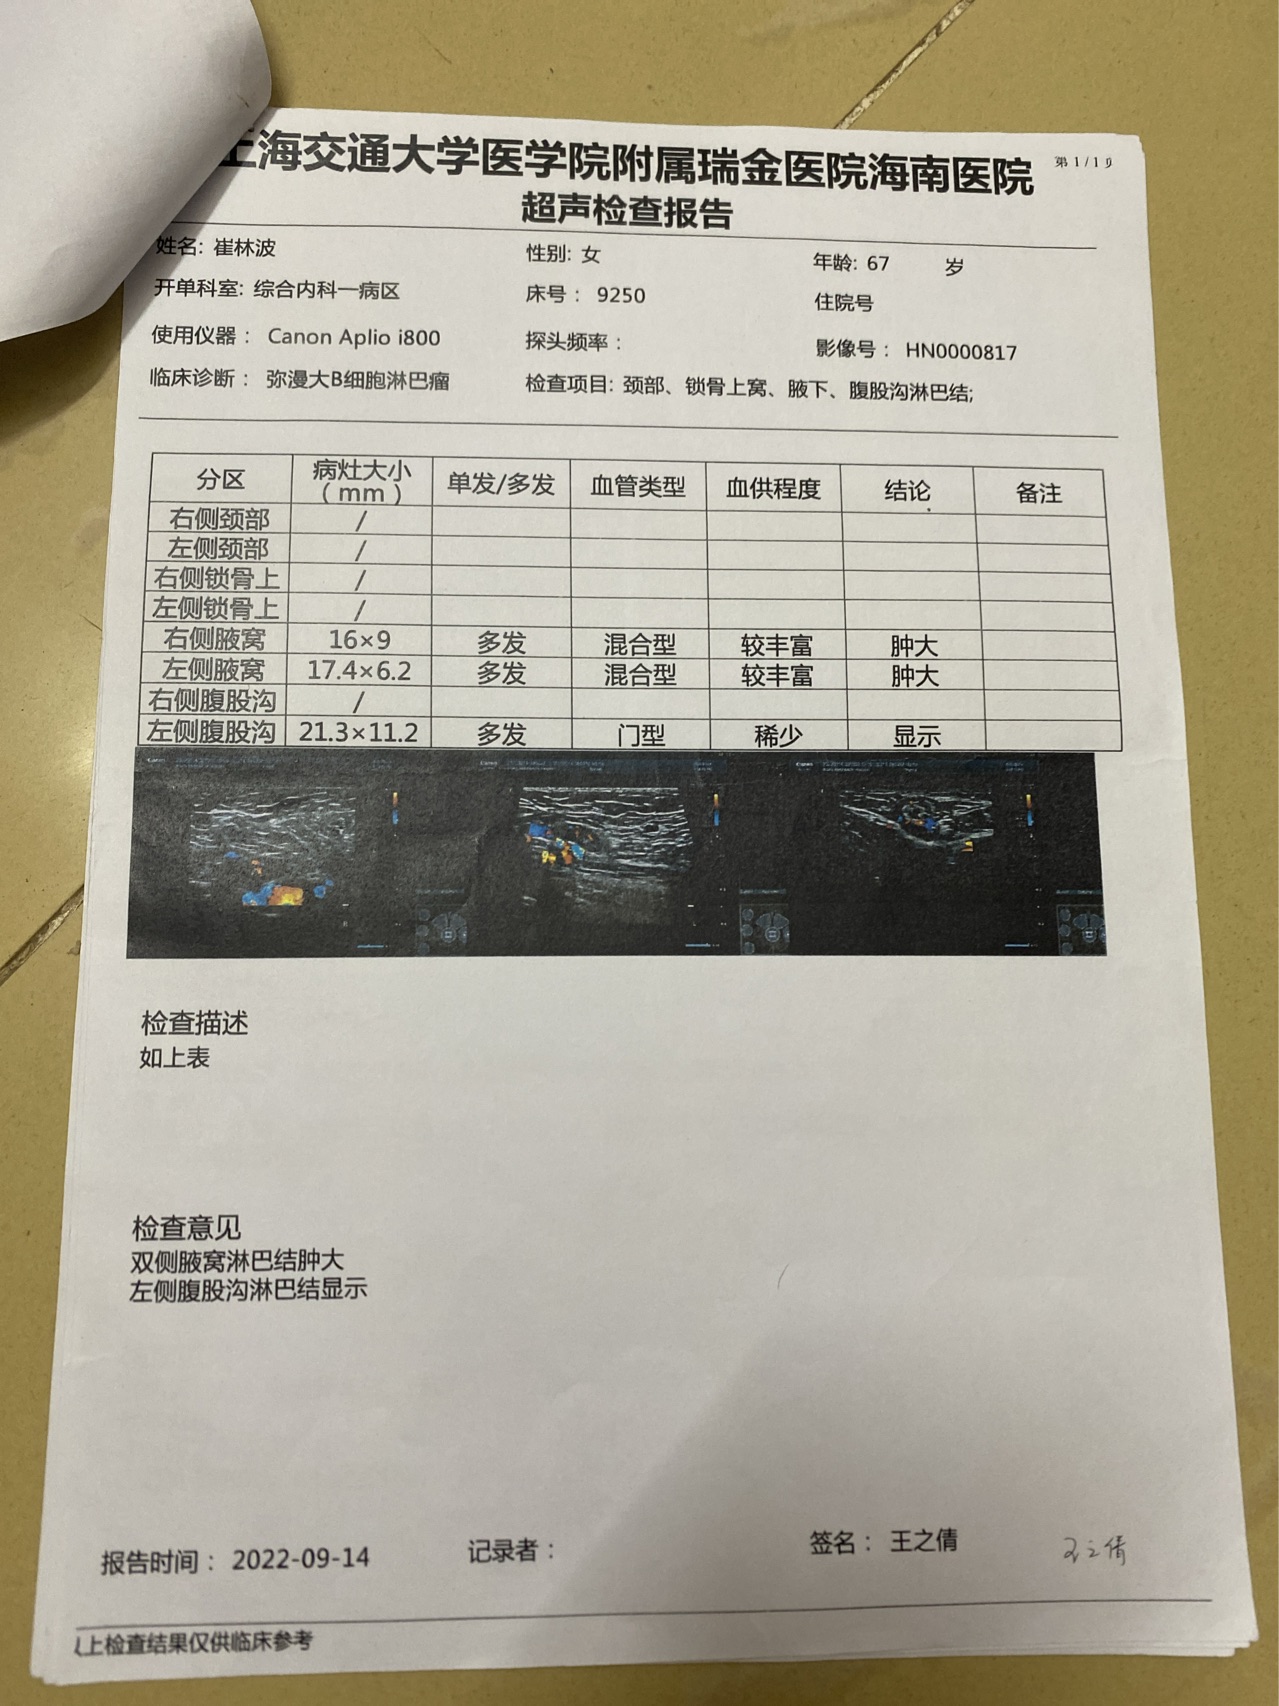 上海交通大学医学院附属瑞金医院海南医院
第 1 / 1 页
超声检查报告
姓名: 崔林波 性别: 女 年龄: 67 岁
开单科室: 综合内科一病区 床号： 9250 住院号
使用仪器： Canon Aplio i800 探头频率： 影像号： HN0000817
临床诊断： 弥漫大B细胞淋巴瘤 检查项目: 颈部、锁骨上窝、腋下、腹股沟淋巴结;
分区 病灶大小（mm） 单发/多发 血管类型 血供程度 结论 备注
右侧颈部 /
左侧颈部 /
右侧锁骨上 /
左侧锁骨上 /
右侧腋窝 16×9 多发 混合型 较丰富 肿大
左侧腋窝 17.4×6.2 多发 混合型 较丰富 肿大
右侧腹股沟 /
左侧腹股沟 21.3×11.2 多发 门型 稀少 显示
检查描述
如上表
检查意见
双侧腋窝淋巴结肿大
左侧腹股沟淋巴结显示
报告时间： 2022-09-14 记录者： 签名： 王之倩 王之倩
以上检查结果仅供临床参考